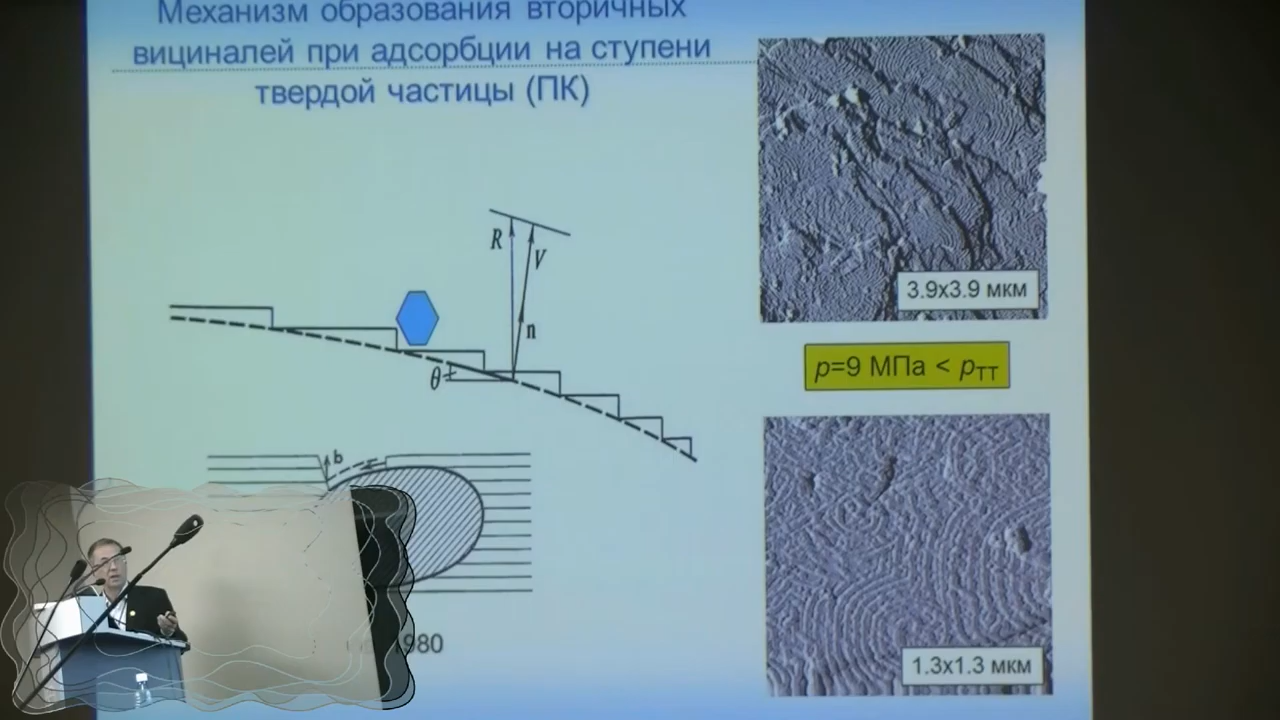 Механизм образования вторичных
вициналей при адсорбции на ступени
твердой частицы (ПК)
R
V
n
θ
b
3.9x3.9 мкм
p=9 МПа < pТТ
1.3x1.3 мкм
980